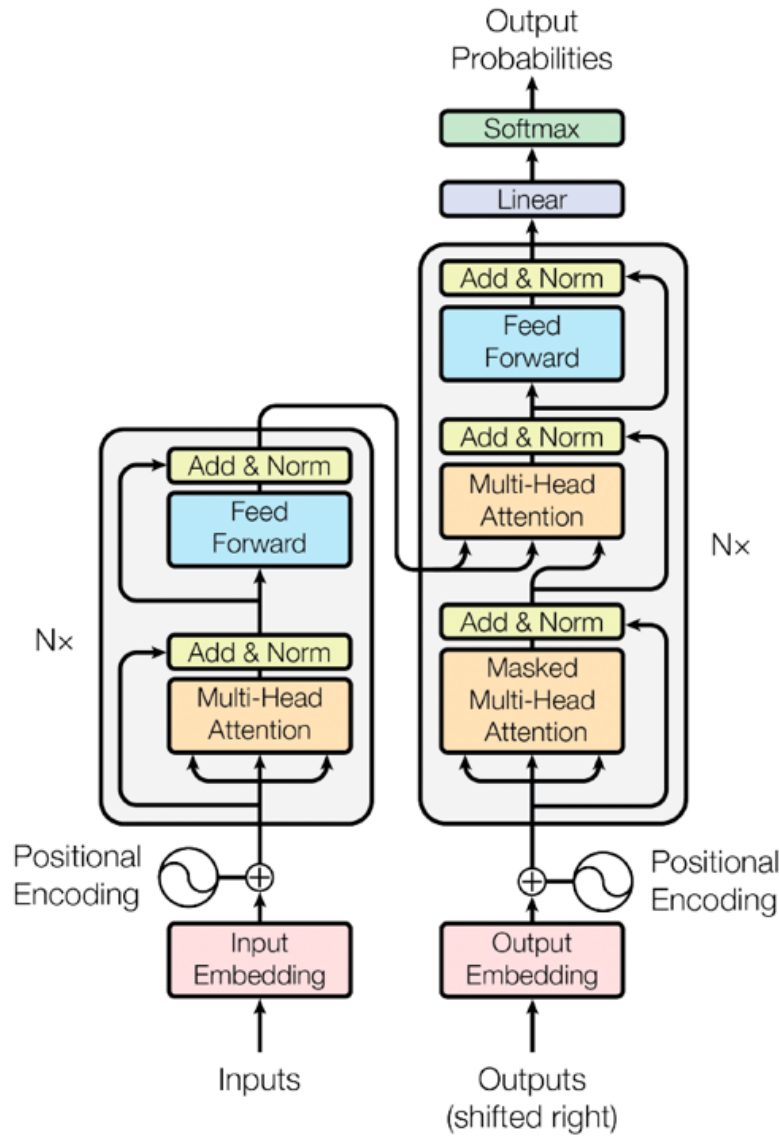 Output
Probabilities
Softmax
Linear
Add & Norm
Feed
Forward
Add & Norm
Multi-Head
Attention
Add & Norm
Masked
Multi-Head
Attention
N×
Add & Norm
Feed
Forward
Add & Norm
Multi-Head
Attention
N×
Positional
Encoding
Positional
Encoding
Input
Embedding
Output
Embedding
Inputs
Outputs
(shifted right)